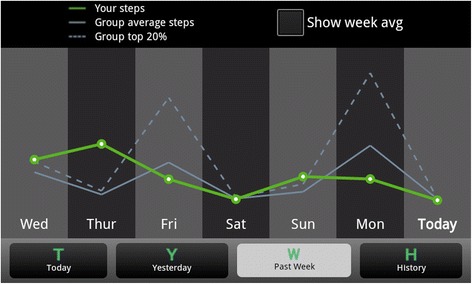 Your steps
Group average steps
Group top 20%
Show week avg
Wed Thur Fri Sat Sun Mon Today
T Y W H
Today Yesterday Past Week History